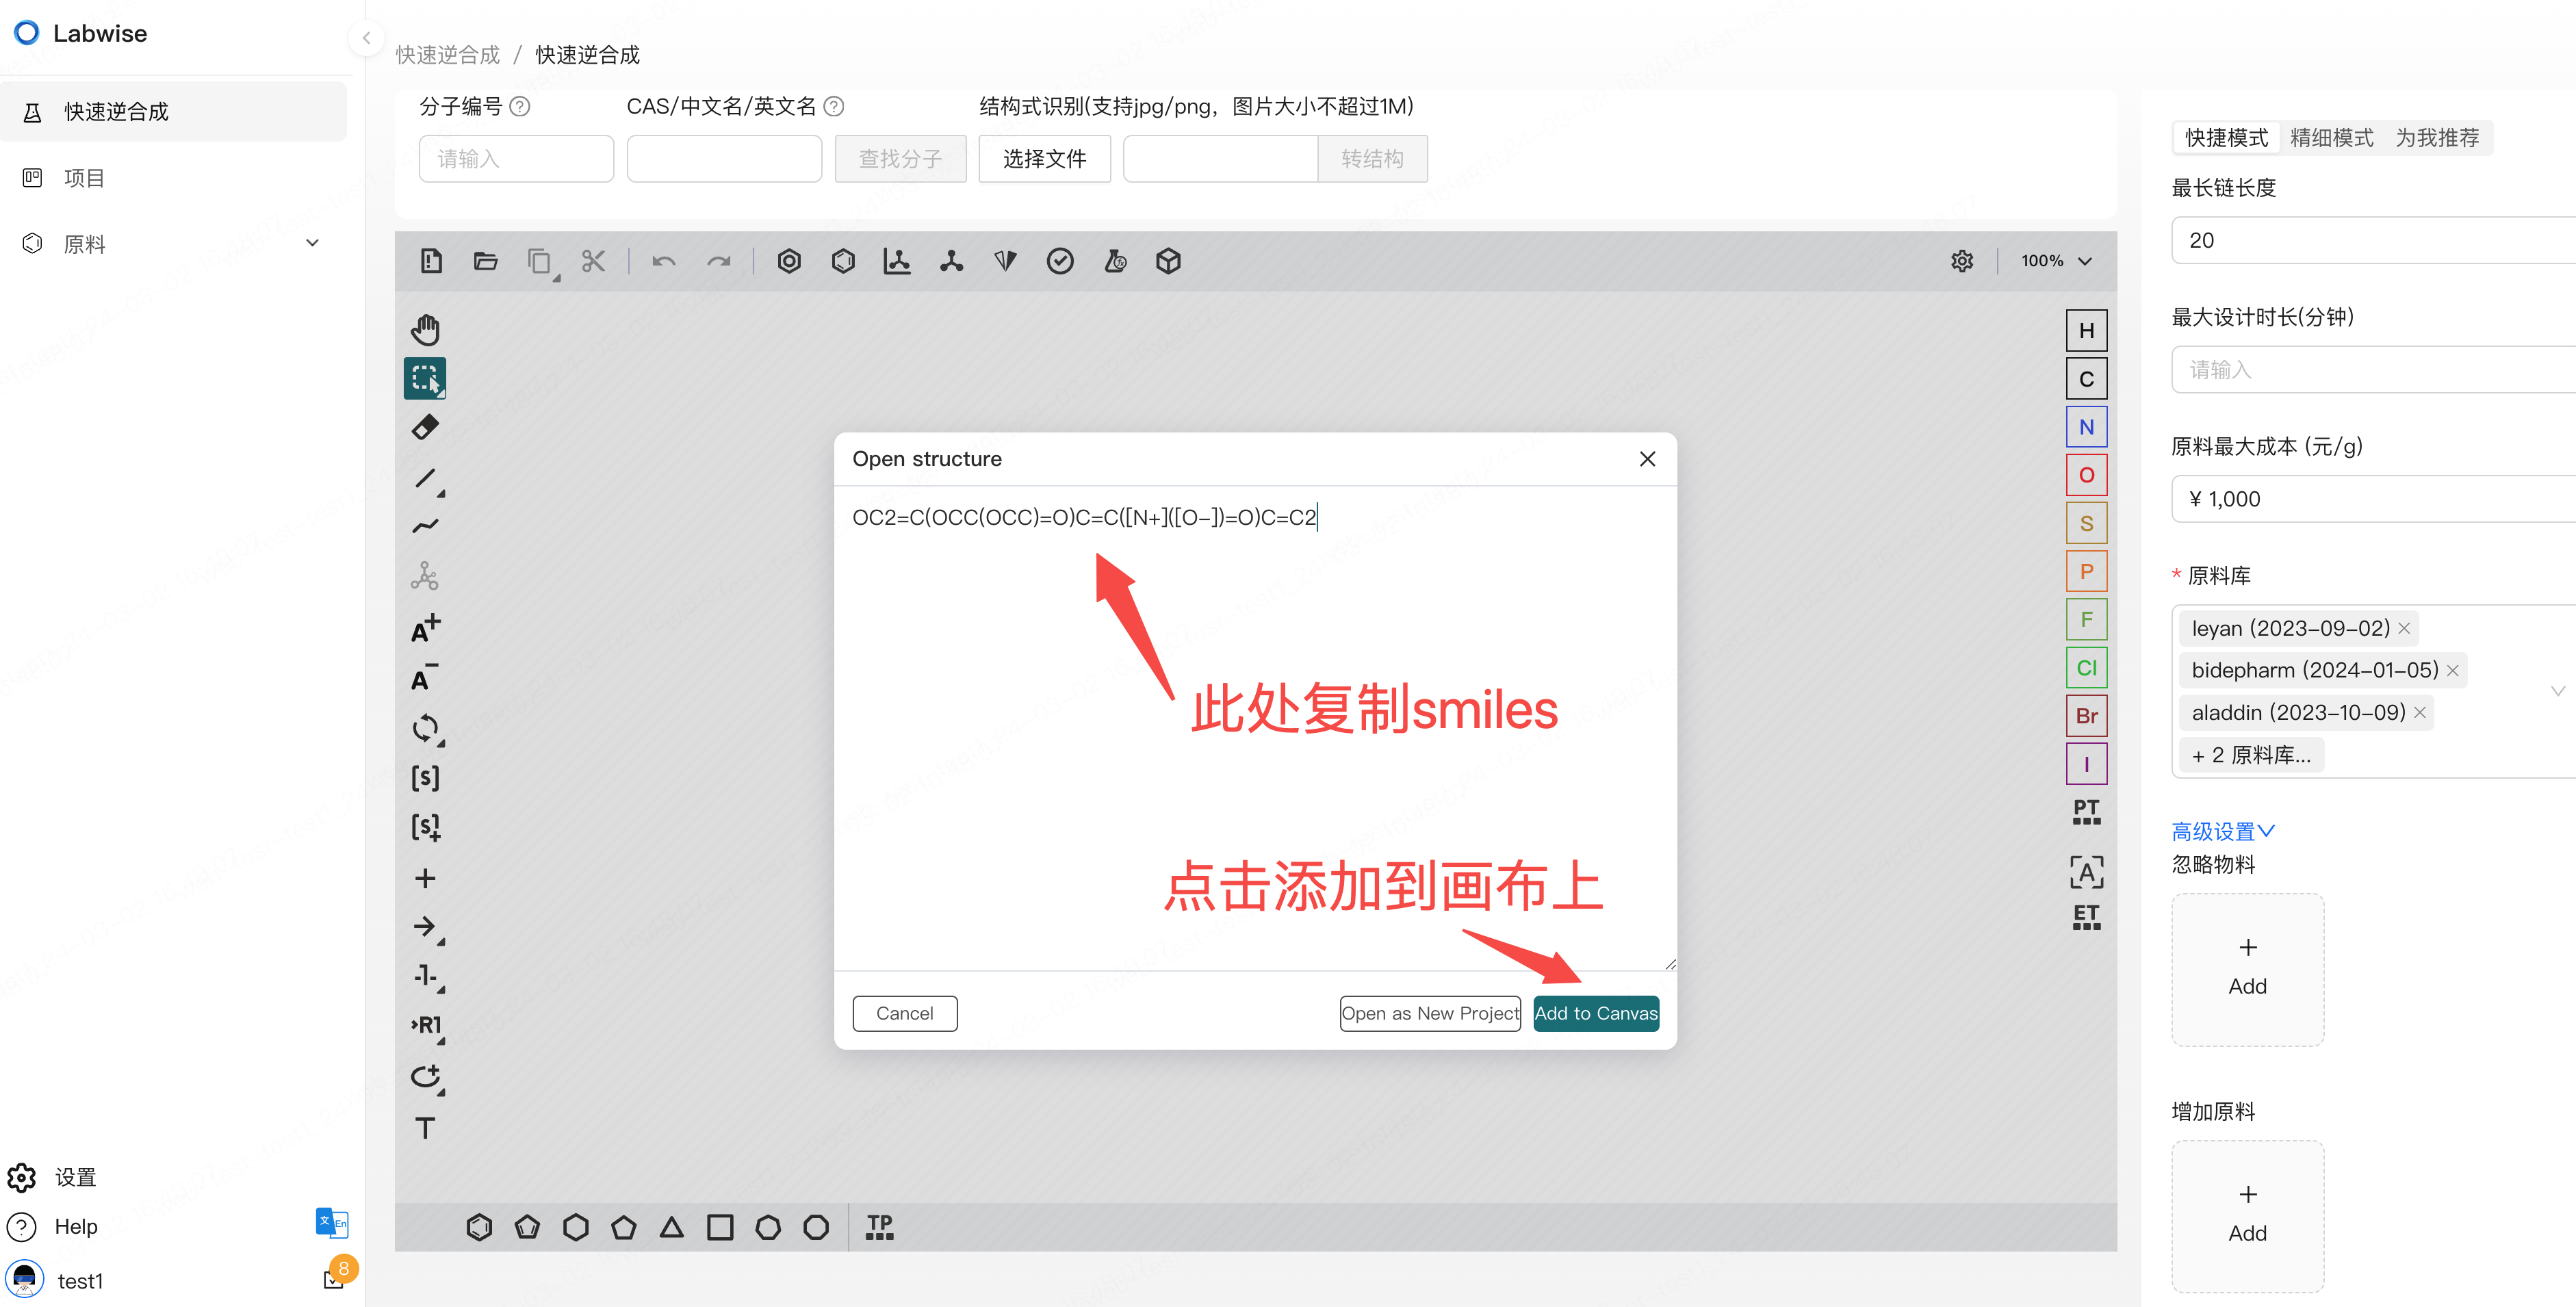 Labwise
快速逆合成
项目
原料
设置
Help
文 En
test1
8
快速逆合成 / 快速逆合成
分子编号 ?
CAS/中文名/英文名 ?
结构式识别(支持jpg/png，图片大小不超过1M)
请输入
查找分子
选择文件
转结构
100%
A+
A-
[S]
[S]+
R1
T
Open structure
OC2=C(OCC(OCC)=O)C=C([N+]([O-])=O)C=C2
此处复制smiles
点击添加到画布上
Cancel
Open as New Project
Add to Canvas
H
C
N
O
S
P
F
Cl
Br
I
PT
[A]
ET
TP
快捷模式 精细模式 为我推荐
最长链长度
20
最大设计时长(分钟)
请输入
原料最大成本 (元/g)
¥ 1,000
* 原料库
leyan (2023-09-02) ×
bidepharm (2024-01-05) ×
aladdin (2023-10-09) ×
+ 2 原料库...
高级设置
忽略物料
+
Add
增加原料
+
Add